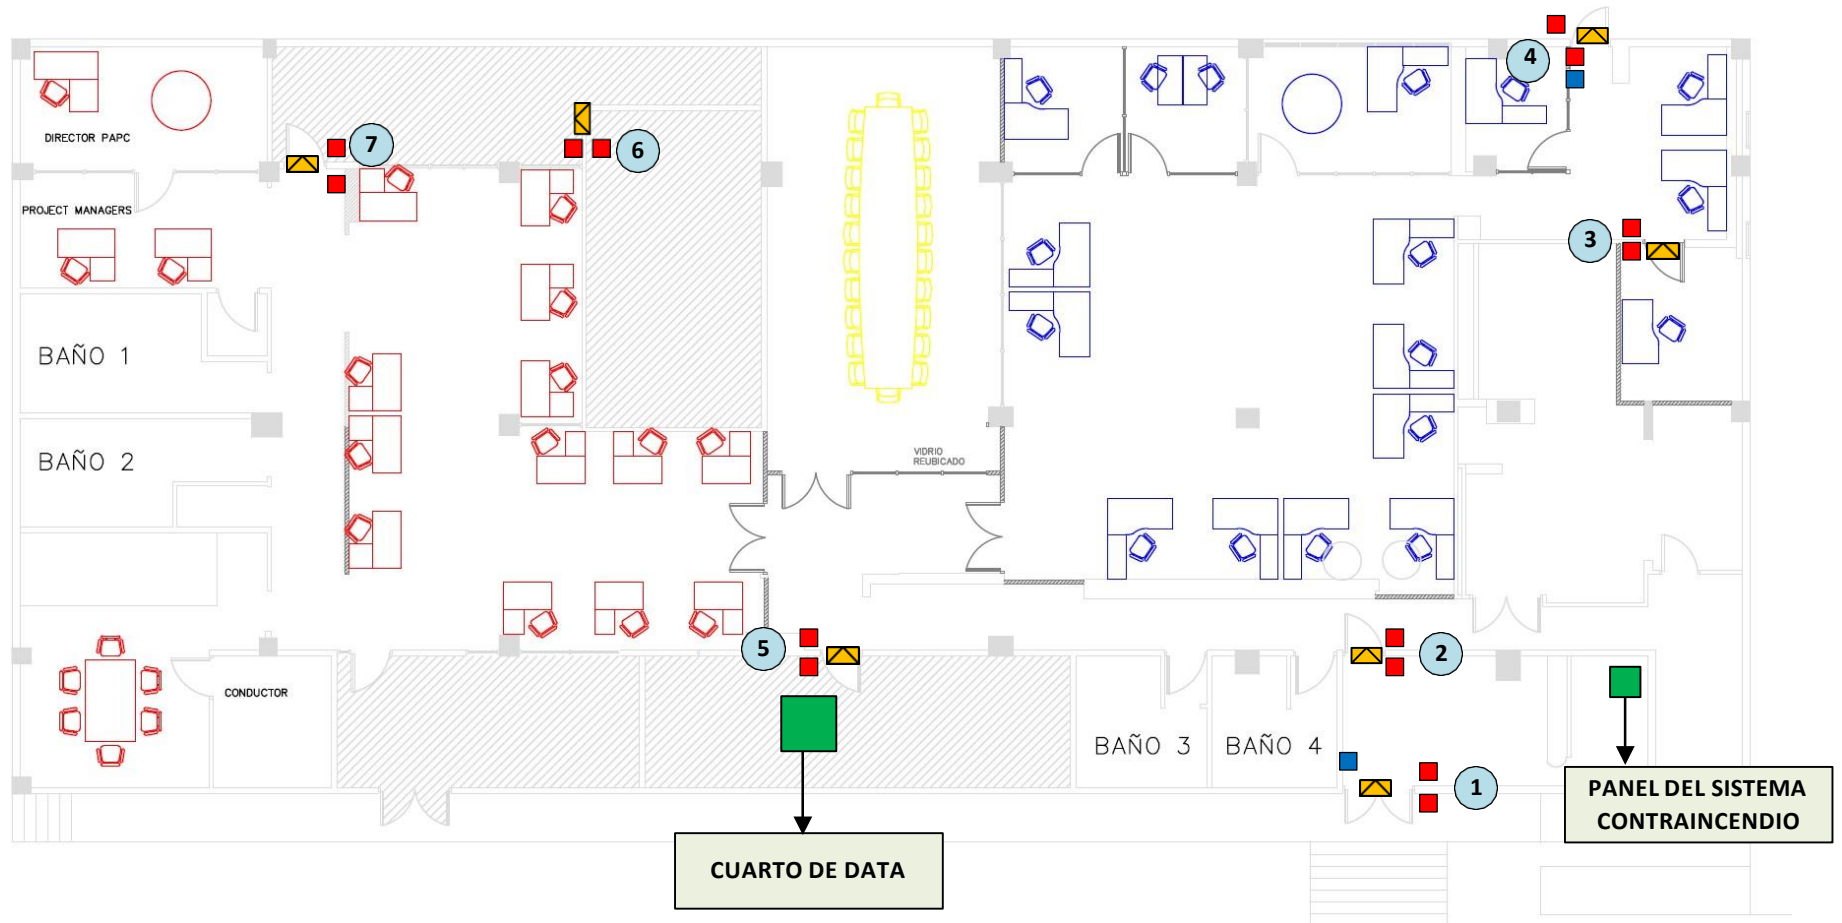 4
DIRECTOR PAPC
7
6
PROJECT MANAGERS
3
BAÑO 1
BAÑO 2
VIDRIO
REUBICADO
5
2
CONDUCTOR
BAÑO 3
BAÑO 4
1
PANEL DEL SISTEMA
CONTRAINCENDIO
CUARTO DE DATA